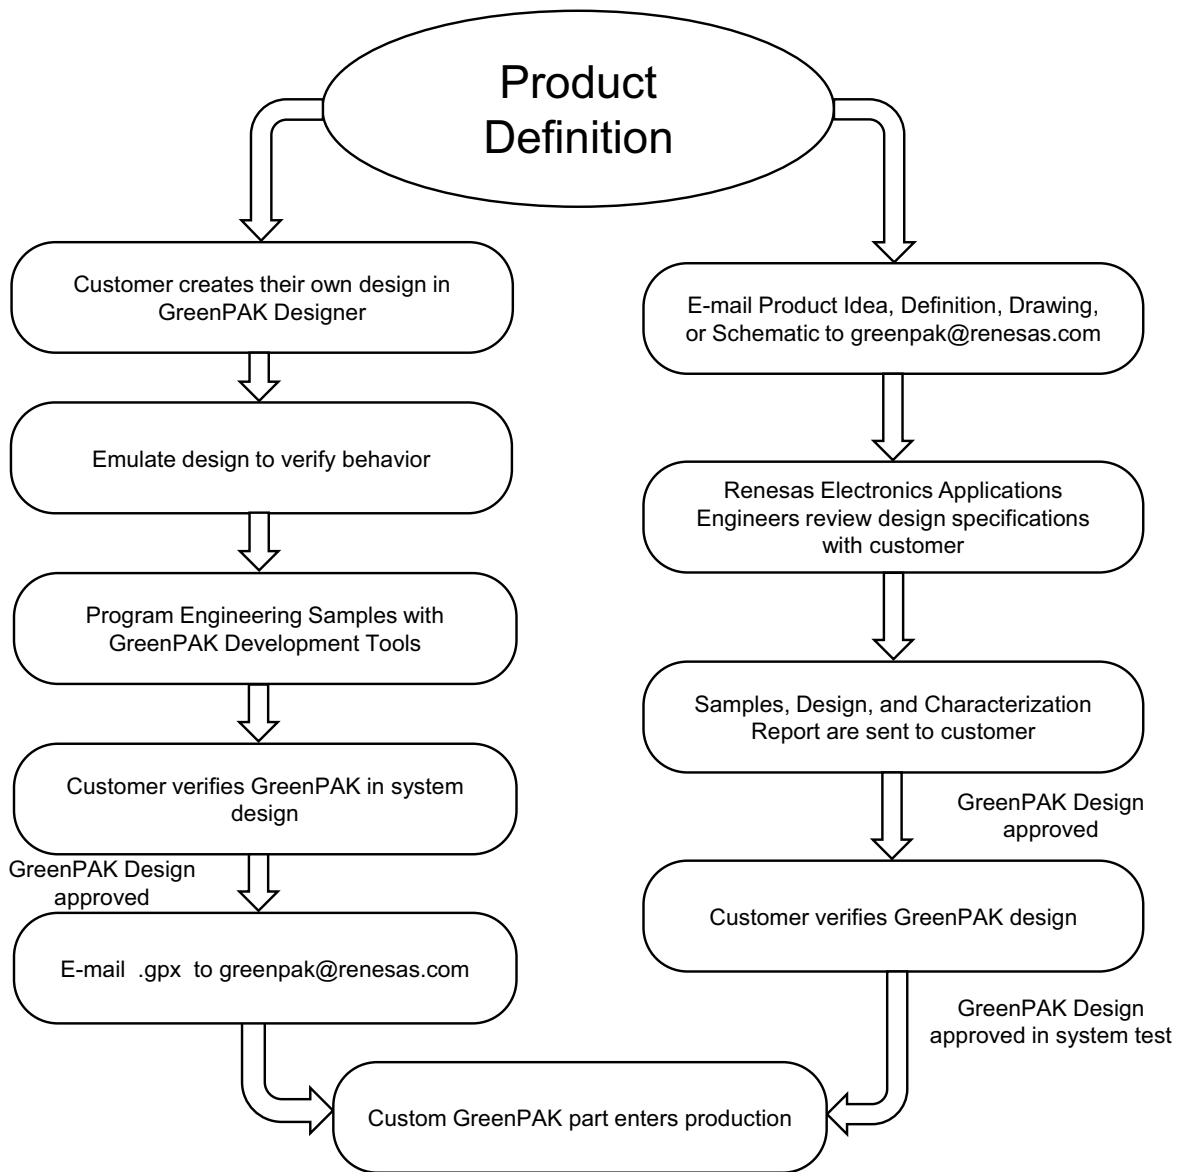 Product
Definition
Customer creates their own design in
GreenPAK Designer
Emulate design to verify behavior
Program Engineering Samples with
GreenPAK Development Tools
Customer verifies GreenPAK in system
design
GreenPAK Design
approved
E-mail .gpx to greenpak@renesas.com
E-mail Product Idea, Definition, Drawing,
or Schematic to greenpak@renesas.com
Renesas Electronics Applications
Engineers review design specifications
with customer
Samples, Design, and Characterization
Report are sent to customer
GreenPAK Design
approved
Customer verifies GreenPAK design
GreenPAK Design
approved in system test
Custom GreenPAK part enters production